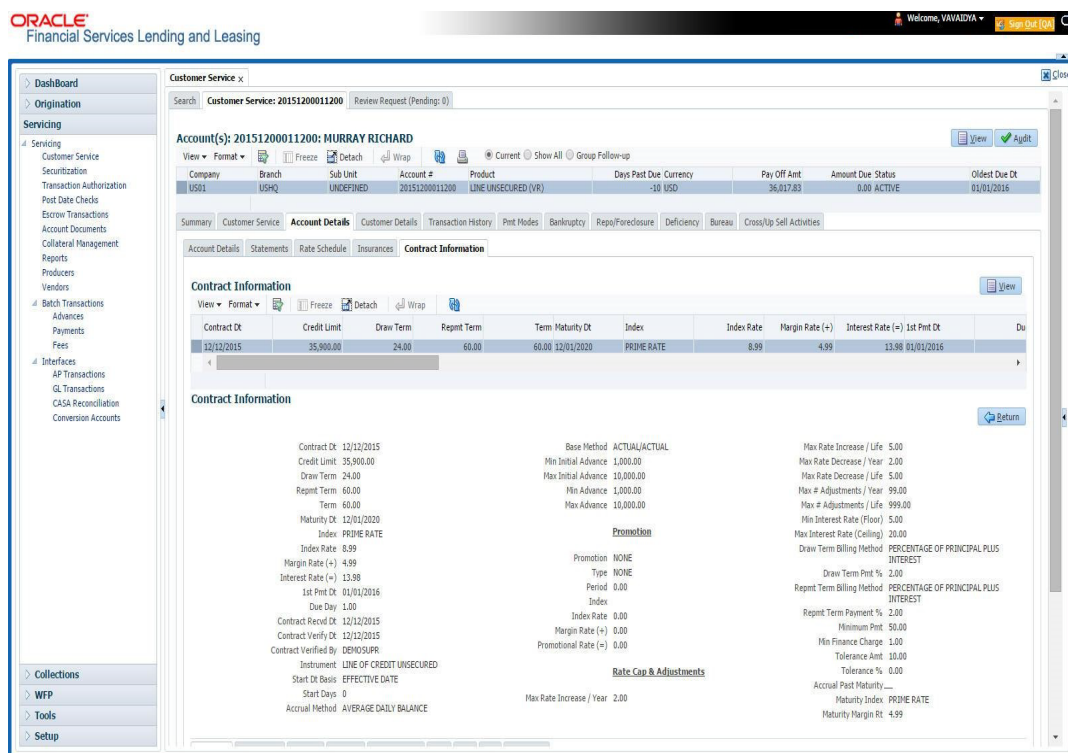 ORACLE
Financial Services Lending and Leasing
Welcome, VAVAIDYA
Sign Out [QA]
Close
DashBoard
Origination
Servicing
Servicing
Customer Service
Securitization
Transaction Authorization
Post Date Checks
Escrow Transactions
Account Documents
Collateral Management
Reports
Producers
Vendors
Batch Transactions
Advances
Payments
Fees
Interfaces
AP Transactions
GL Transactions
CASA Reconciliation
Conversion Accounts
Collections
WFP
Tools
Setup
Customer Service x
Search Customer Service: 20151200011200 Review Request (Pending: 0)
Account(s): 20151200011200: MURRAY RICHARD View Audit
View Format Freeze Detach Wrap Current Show All Group Follow-up
Company Branch Sub Unit Account # Product Days Past Due Currency Pay Off Amt Amount Due Status Oldest Due Dt
US01 USHQ UNDEFINED 20151200011200 LINE UNSECURED (VR) -10 USD 36,017.83 0.00 ACTIVE 01/01/2016
Summary Customer Service Account Details Customer Details Transaction History Pmt Modes Bankruptcy Repo/Foreclosure Deficiency Bureau Cross/Up Sell Activities
Account Details Statements Rate Schedule Insurances Contract Information
Contract Information View
View Format Freeze Detach Wrap
Contract Dt Credit Limit Draw Term Repmt Term Term Maturity Dt Index Index Rate Margin Rate (+) Interest Rate (=) 1st Pmt Dt Du
12/12/2015 35,900.00 24.00 60.00 60.00 12/01/2020 PRIME RATE 8.99 4.99 13.98 01/01/2016
Contract Information
Return
Contract Dt 12/12/2015
Credit Limit 35,900.00
Draw Term 24.00
Repmt Term 60.00
Term 60.00
Maturity Dt 12/01/2020
Index PRIME RATE
Index Rate 8.99
Margin Rate (+) 4.99
Interest Rate (=) 13.98
1st Pmt Dt 01/01/2016
Due Day 1.00
Contract Recvd Dt 12/12/2015
Contract Verify Dt 12/12/2015
Contract Verified By DEMOSUPR
Instrument LINE OF CREDIT UNSECURED
Start Dt Basis EFFECTIVE DATE
Start Days 0
Accrual Method AVERAGE DAILY BALANCE
Base Method ACTUAL/ACTUAL
Min Initial Advance 1,000.00
Max Initial Advance 10,000.00
Min Advance 1,000.00
Max Advance 10,000.00
Promotion
Promotion NONE
Type NONE
Period 0.00
Index
Index Rate 0.00
Margin Rate (+) 0.00
Promotional Rate (=) 0.00
Rate Cap & Adjustments
Max Rate Increase / Year 2.00
Max Rate Increase / Life 5.00
Max Rate Decrease / Year 2.00
Max Rate Decrease / Life 5.00
Max # Adjustments / Year 99.00
Max # Adjustments / Life 999.00
Min Interest Rate (Floor) 5.00
Max Interest Rate (Ceiling) 20.00
Draw Term Billing Method PERCENTAGE OF PRINCIPAL PLUS
INTEREST
Draw Term Pmt % 2.00
Repmt Term Billing Method PERCENTAGE OF PRINCIPAL PLUS
INTEREST
Repmt Term Payment % 2.00
Minimum Pmt 50.00
Min Finance Charge 1.00
Tolerance Amt 10.00
Tolerance % 0.00
Accrual Past Maturity
Maturity Index PRIME RATE
Maturity Margin Rt 4.99